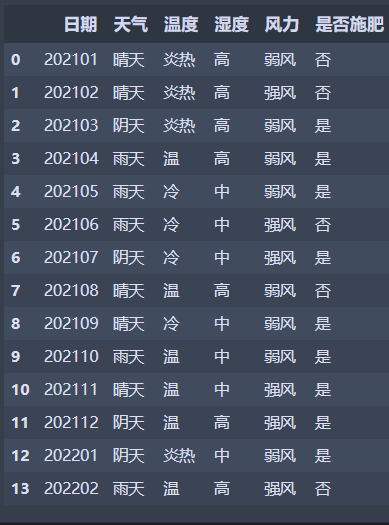 日期 天气 温度 湿度 风力 是否施肥
0 202101 晴天 炎热 高 弱风 否
1 202102 晴天 炎热 高 强风 否
2 202103 阴天 炎热 高 弱风 是
3 202104 雨天 温 高 弱风 是
4 202105 雨天 冷 中 弱风 是
5 202106 雨天 冷 中 强风 否
6 202107 阴天 冷 中 强风 是
7 202108 晴天 温 高 弱风 否
8 202109 晴天 冷 中 弱风 是
9 202110 雨天 温 中 弱风 是
10 202111 晴天 温 中 强风 是
11 202112 阴天 温 高 强风 是
12 202201 阴天 炎热 中 弱风 是
13 202202 雨天 温 高 强风 否